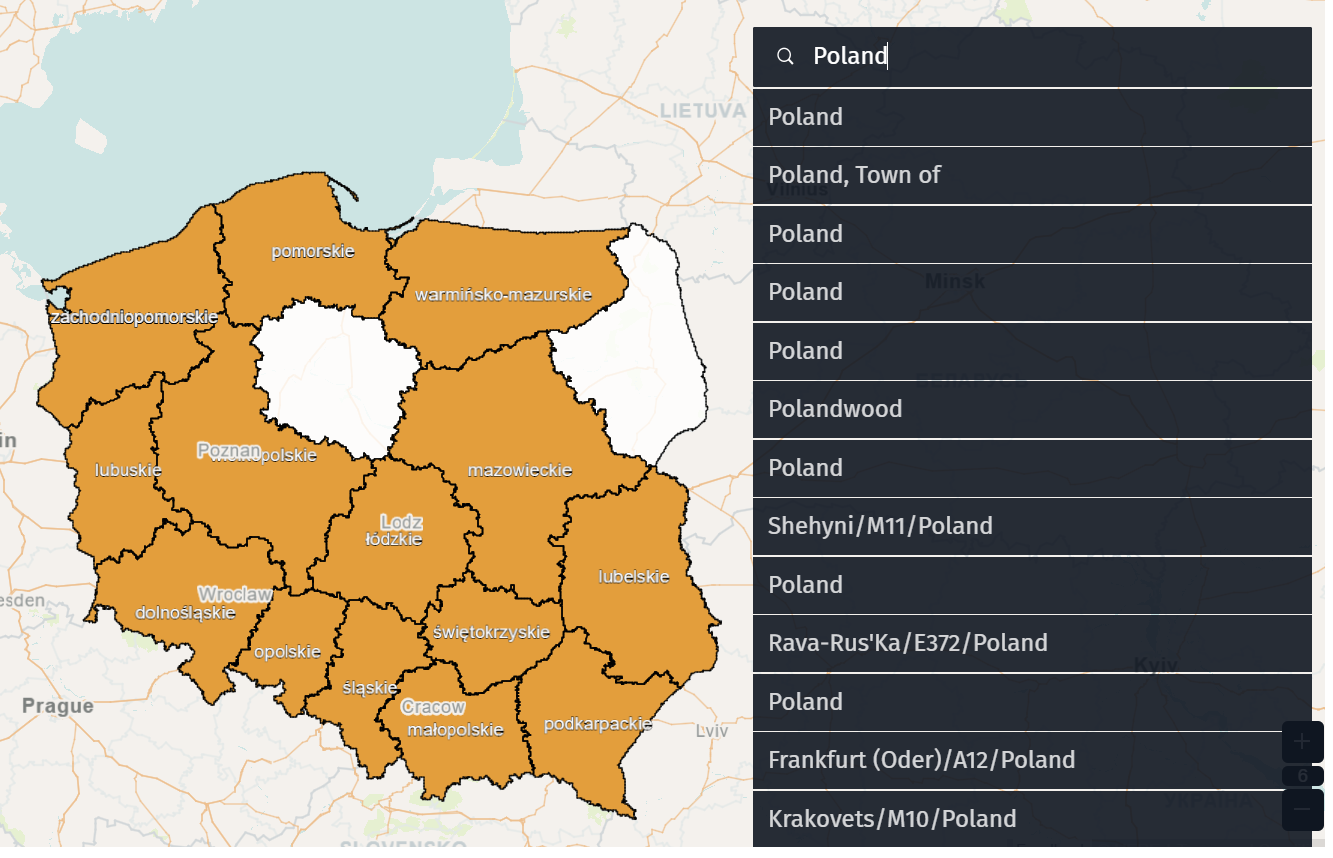 LIETUVA
pomorskie
warmińsko-mazurskie
zachodniopomorskie
in
Poznan
wielkopolskie
lubuskie
mazowieckie
Lodz
łódzkie
lubelskie
esden
Wroclaw
dolnośląskie
świętokrzyskie
opolskie
śląskie
Cracow
małopolskie
podkarpackie
Prague
Lviv
SLOVENSKO
Poland
Poland
Poland, Town of
Vilnius
Poland
Poland
Minsk
Poland
БЕЛАРУСЬ
Polandwood
Poland
Shehyni/M11/Poland
Poland
Rava-Rus'Ka/E372/Poland
Kyiv
Poland
+
Frankfurt (Oder)/A12/Poland
6
УКРАЇНА
−
Krakovets/M10/Poland